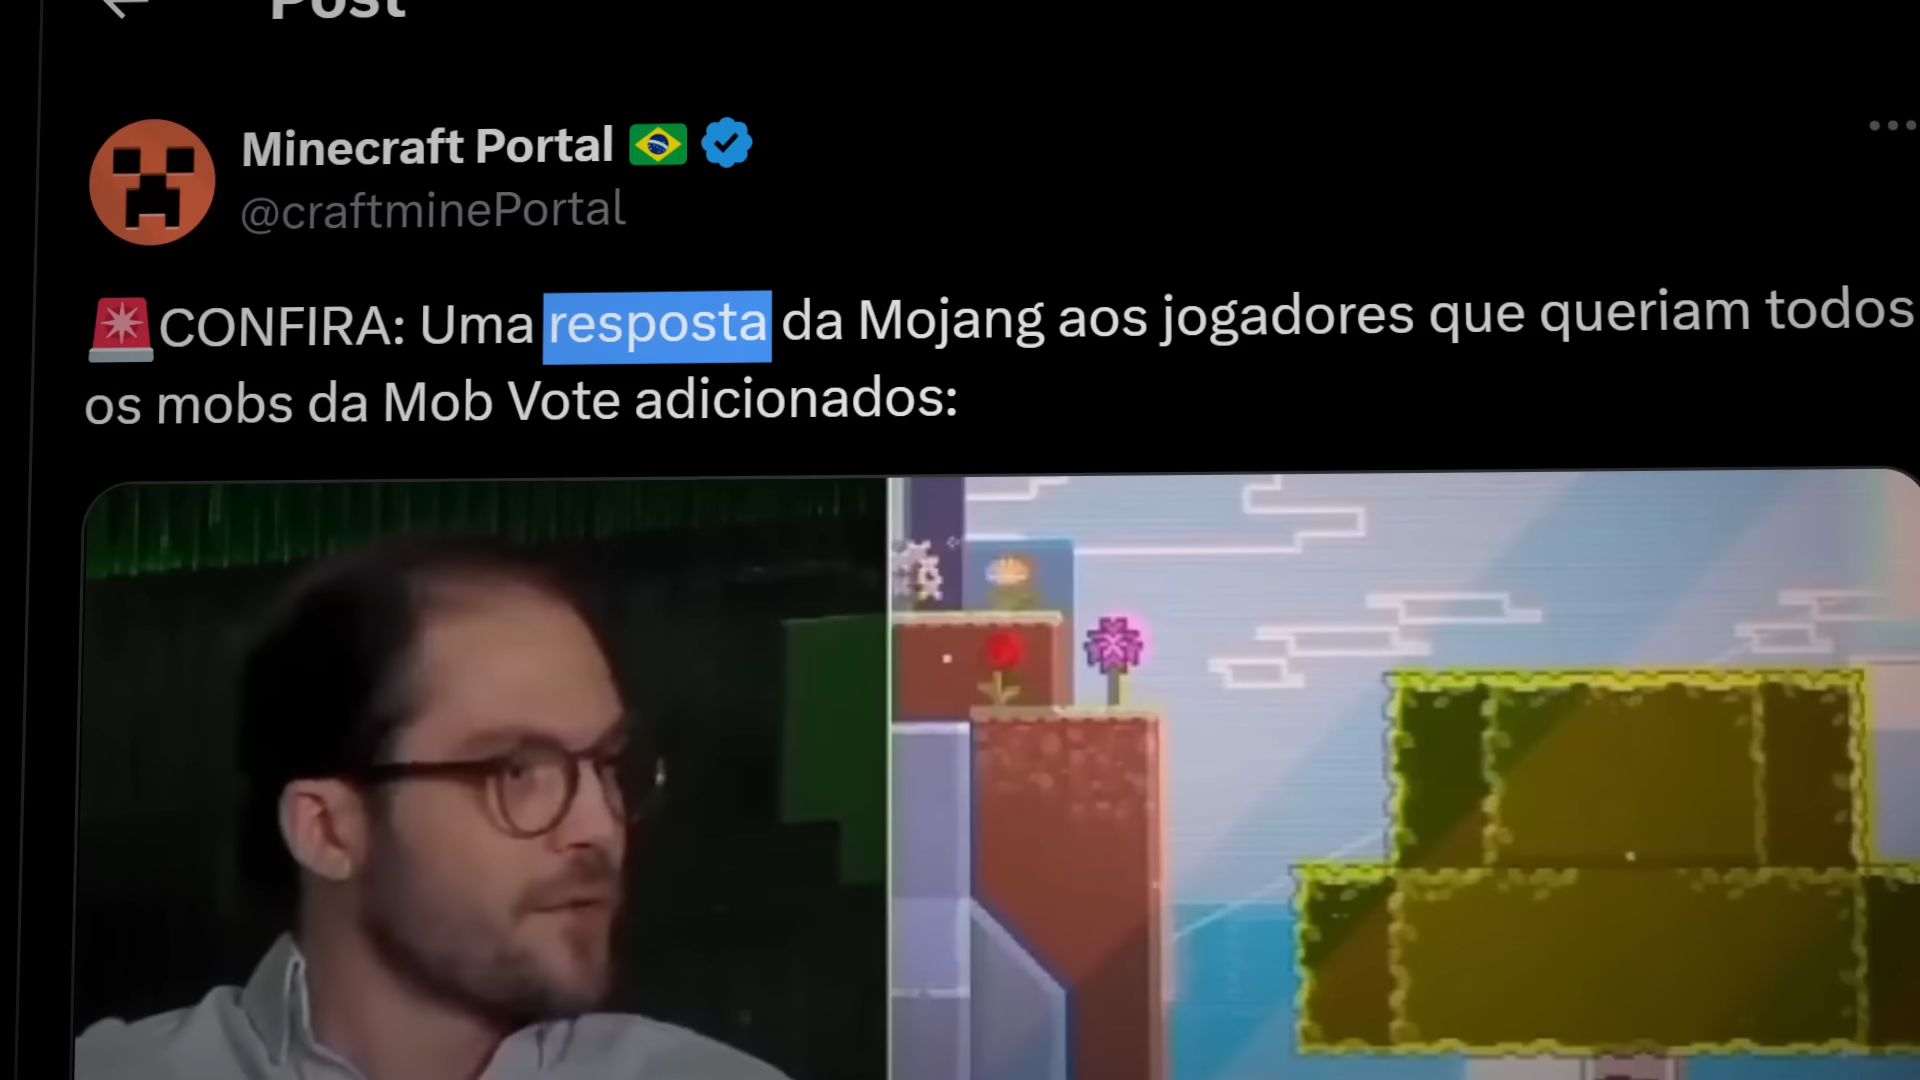 Post
Minecraft Portal
@craftminePortal
CONFIRA: Uma resposta da Mojang aos jogadores que queriam todos
os mobs da Mob Vote adicionados: